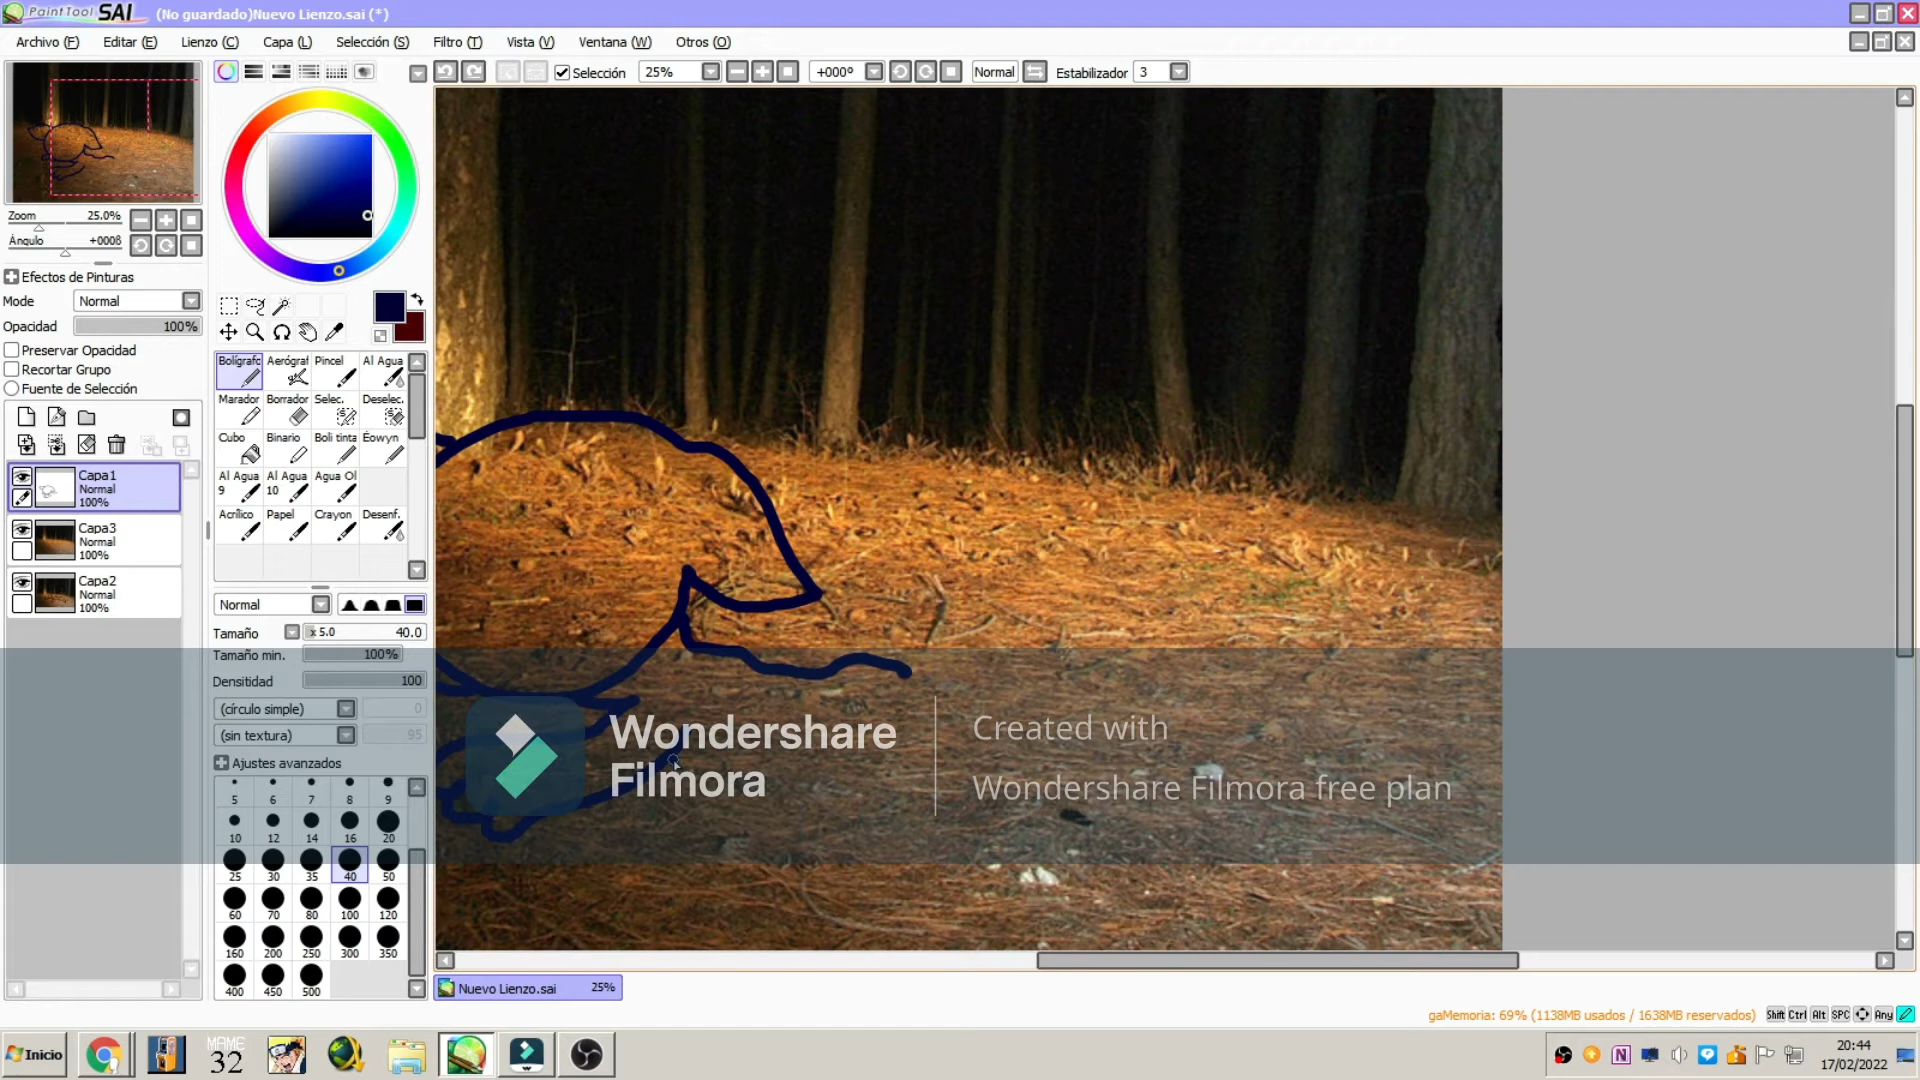 PaintTool SAI (No guardado)Nuevo Lienzo.sai (*)
Archivo (F) Editar (E) Lienzo (C) Capa (L) Selección (S) Filtro (T) Vista (V) Ventana (W) Otros (O)
Selección 25% +000º Normal Estabilizador 3
Zoom 25.0%
Ángulo +000ß
Efectos de Pinturas
Mode Normal
Opacidad 100%
Preservar Opacidad
Recortar Grupo
Fuente de Selección
Capa1
Normal
100%
Capa3
Normal
100%
Capa2
Normal
100%
Bolígrafc Aerógraf Pincel Al Agua
Marador Borrador Selec. Deselec.
Cubo Binario Boli tinta Éowyn
Al Agua 9 Al Agua 10 Agua Ol
Acrílico Papel Crayon Desenf.
Normal
Tamaño x 5.0 40.0
Tamaño min. 100%
Densitidad 100
(círculo simple) 0
(sin textura) 95
Ajustes avanzados
5 6 7 8 9
10 12 14 16 20
25 30 35 40 50
60 70 80 100 120
160 200 250 300 350
400 450 500
Wondershare
Filmora
Created with
Wondershare Filmora free plan
Nuevo Lienzo.sai 25%
gaMemoria: 69% (1138MB usados / 1638MB reservados) Shift Ctrl Alt SPC Any
Inicio
MAME
32
N
20:44
17/02/2022